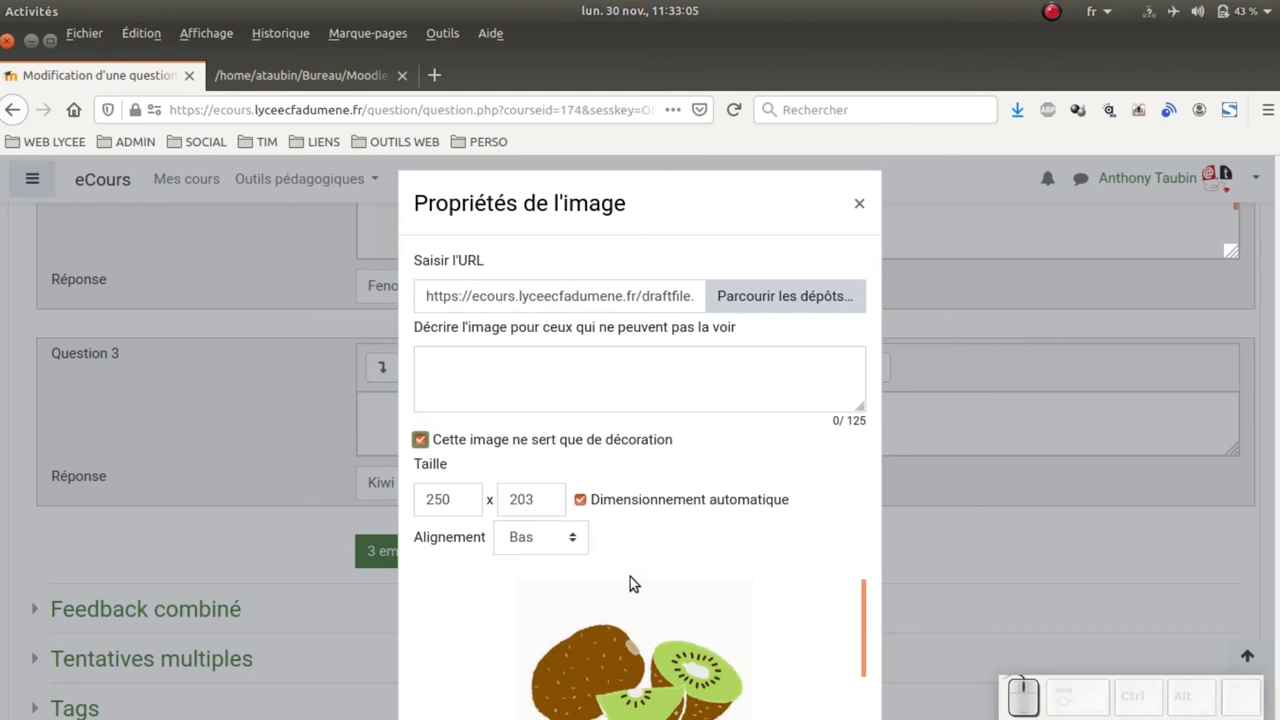 Activités
lun. 30 nov., 11:33:05
fr
43 %
Fichier Édition Affichage Historique Marque-pages Outils Aide
Modification d'une question
/home/ataubin/Bureau/Moodle
https://ecours.lyceecfadumene.fr/question/question.php?courseid=174&sesskey=
Rechercher
WEB LYCEE ADMIN SOCIAL TIM LIENS OUTILS WEB PERSO
eCours Mes cours Outils pédagogiques
Anthony Taubin
Propriétés de l'image
Saisir l'URL
https://ecours.lyceecfadumene.fr/draftfile.
Parcourir les dépôts...
Décrire l'image pour ceux qui ne peuvent pas la voir
0/ 125
Cette image ne sert que de décoration
Taille
250 x 203 Dimensionnement automatique
Alignement Bas
Réponse
Feno
Question 3
Réponse
Kiwi
3 em
Feedback combiné
Tentatives multiples
Tags
Ctrl
Alt